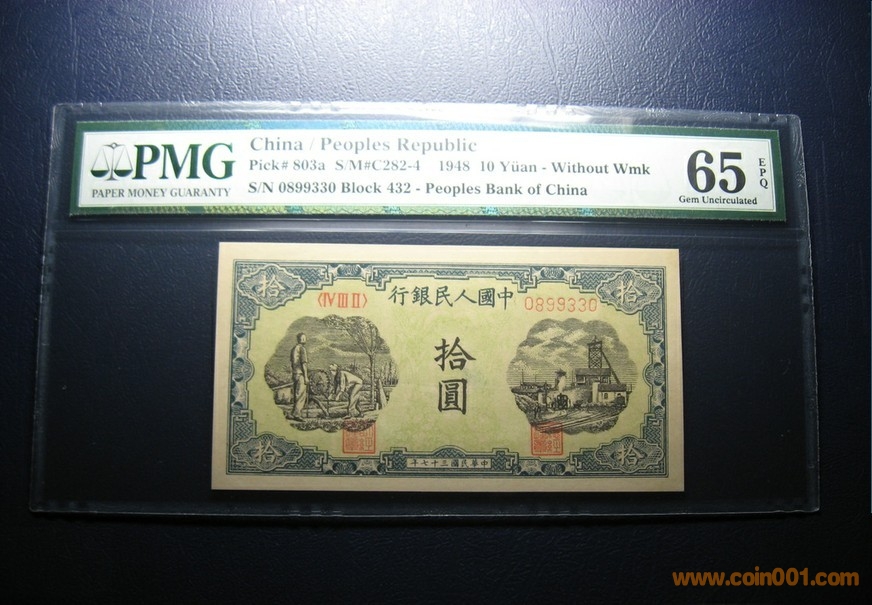 PMG
PAPER MONEY GUARANTY
China / Peoples Republic
Pick# 803a S/M#C282-4 1948 10 Yüan - Without Wmk
S/N 0899330 Block 432 - Peoples Bank of China
65
EPQ
Gem Uncirculated
拾
拾
行銀民人國中
〈IV III II〉
0899330
拾圓
拾
拾
年七十三國民華中
www.coin001.com